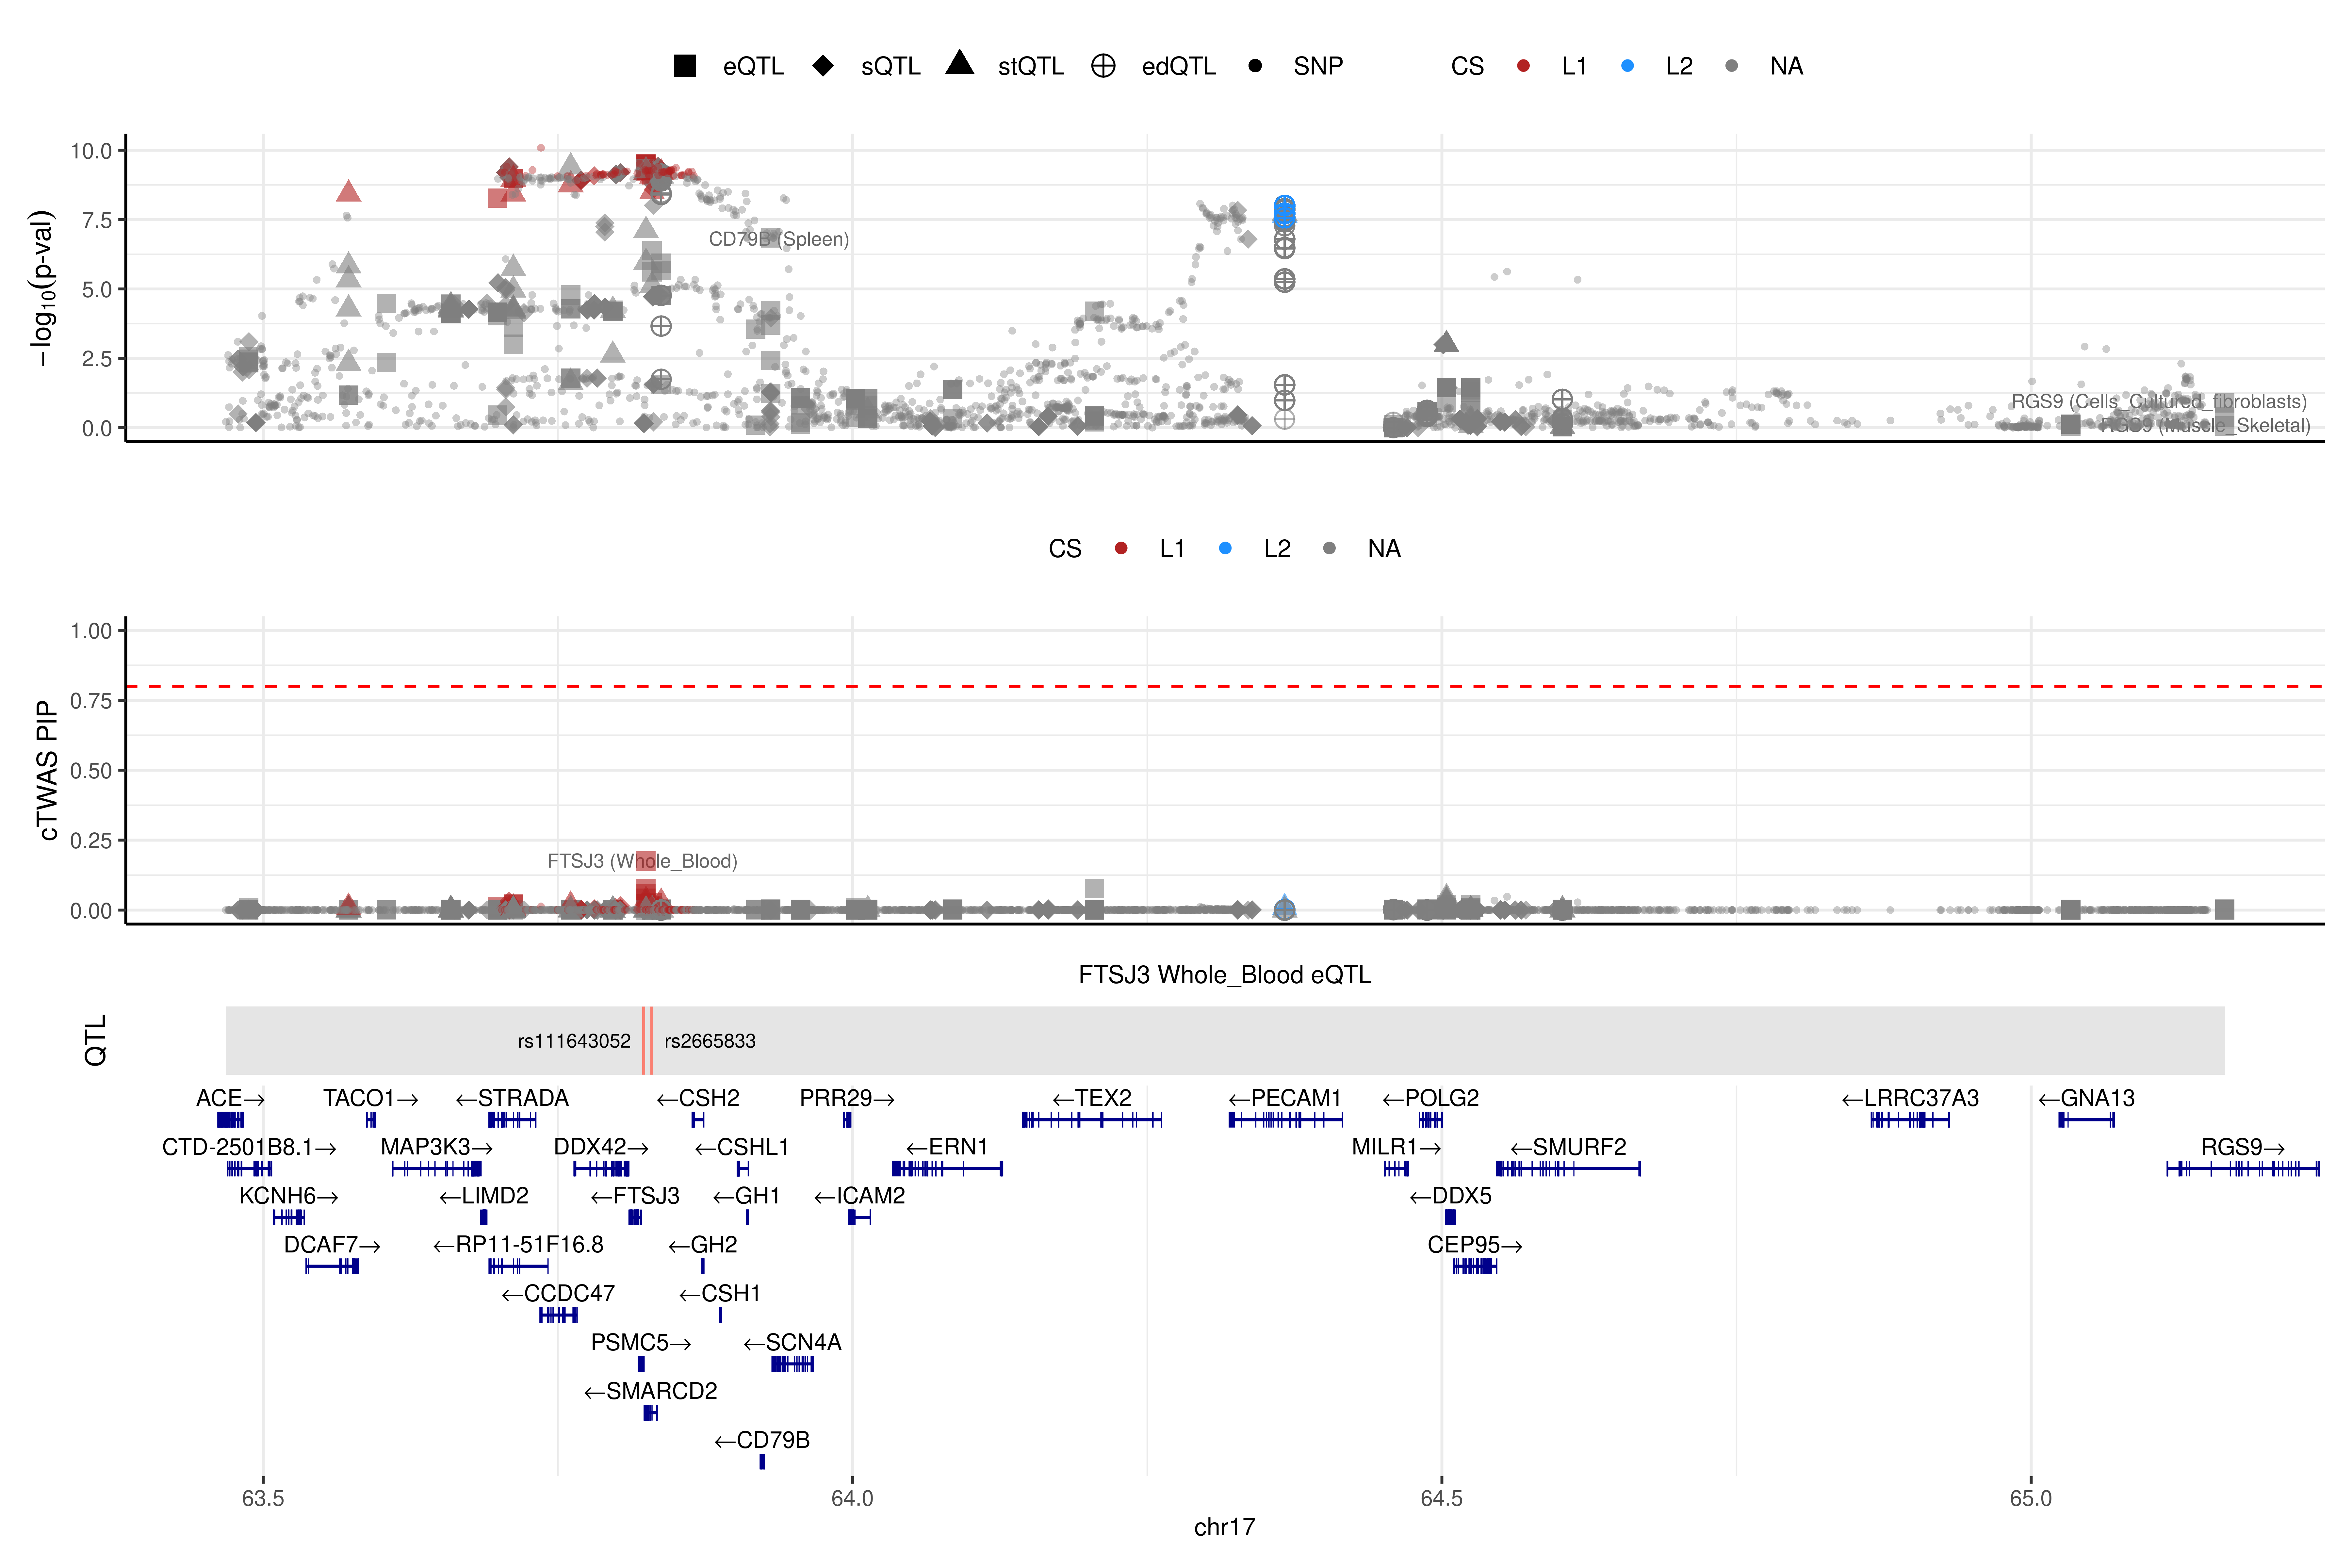 eQTL sQTL stQTL edQTL SNP CS L1 L2 NA
−log10(p-val)
10.0
7.5
5.0
2.5
0.0
CD79B (Spleen)
RGS9 (Cells_Cultured_fibroblasts)
RGS9 (Muscle_Skeletal)
CS L1 L2 NA
cTWAS PIP
1.00
0.75
0.50
0.25
0.00
FTSJ3 (Whole_Blood)
FTSJ3 Whole_Blood eQTL
QTL
rs111643052 rs2665833
ACE→ TACO1→ ←STRADA ←CSH2 PRR29→ ←TEX2 ←PECAM1 ←POLG2 ←LRRC37A3 ←GNA13
CTD-2501B8.1→ MAP3K3→ DDX42→ ←CSHL1 ←ERN1 MILR1→ ←SMURF2 RGS9→
KCNH6→ ←LIMD2 ←FTSJ3 ←GH1 ←ICAM2 ←DDX5
DCAF7→ ←RP11-51F16.8 ←GH2 CEP95→
←CCDC47 ←CSH1
PSMC5→ ←SCN4A
←SMARCD2
←CD79B
63.5 64.0 64.5 65.0
chr17